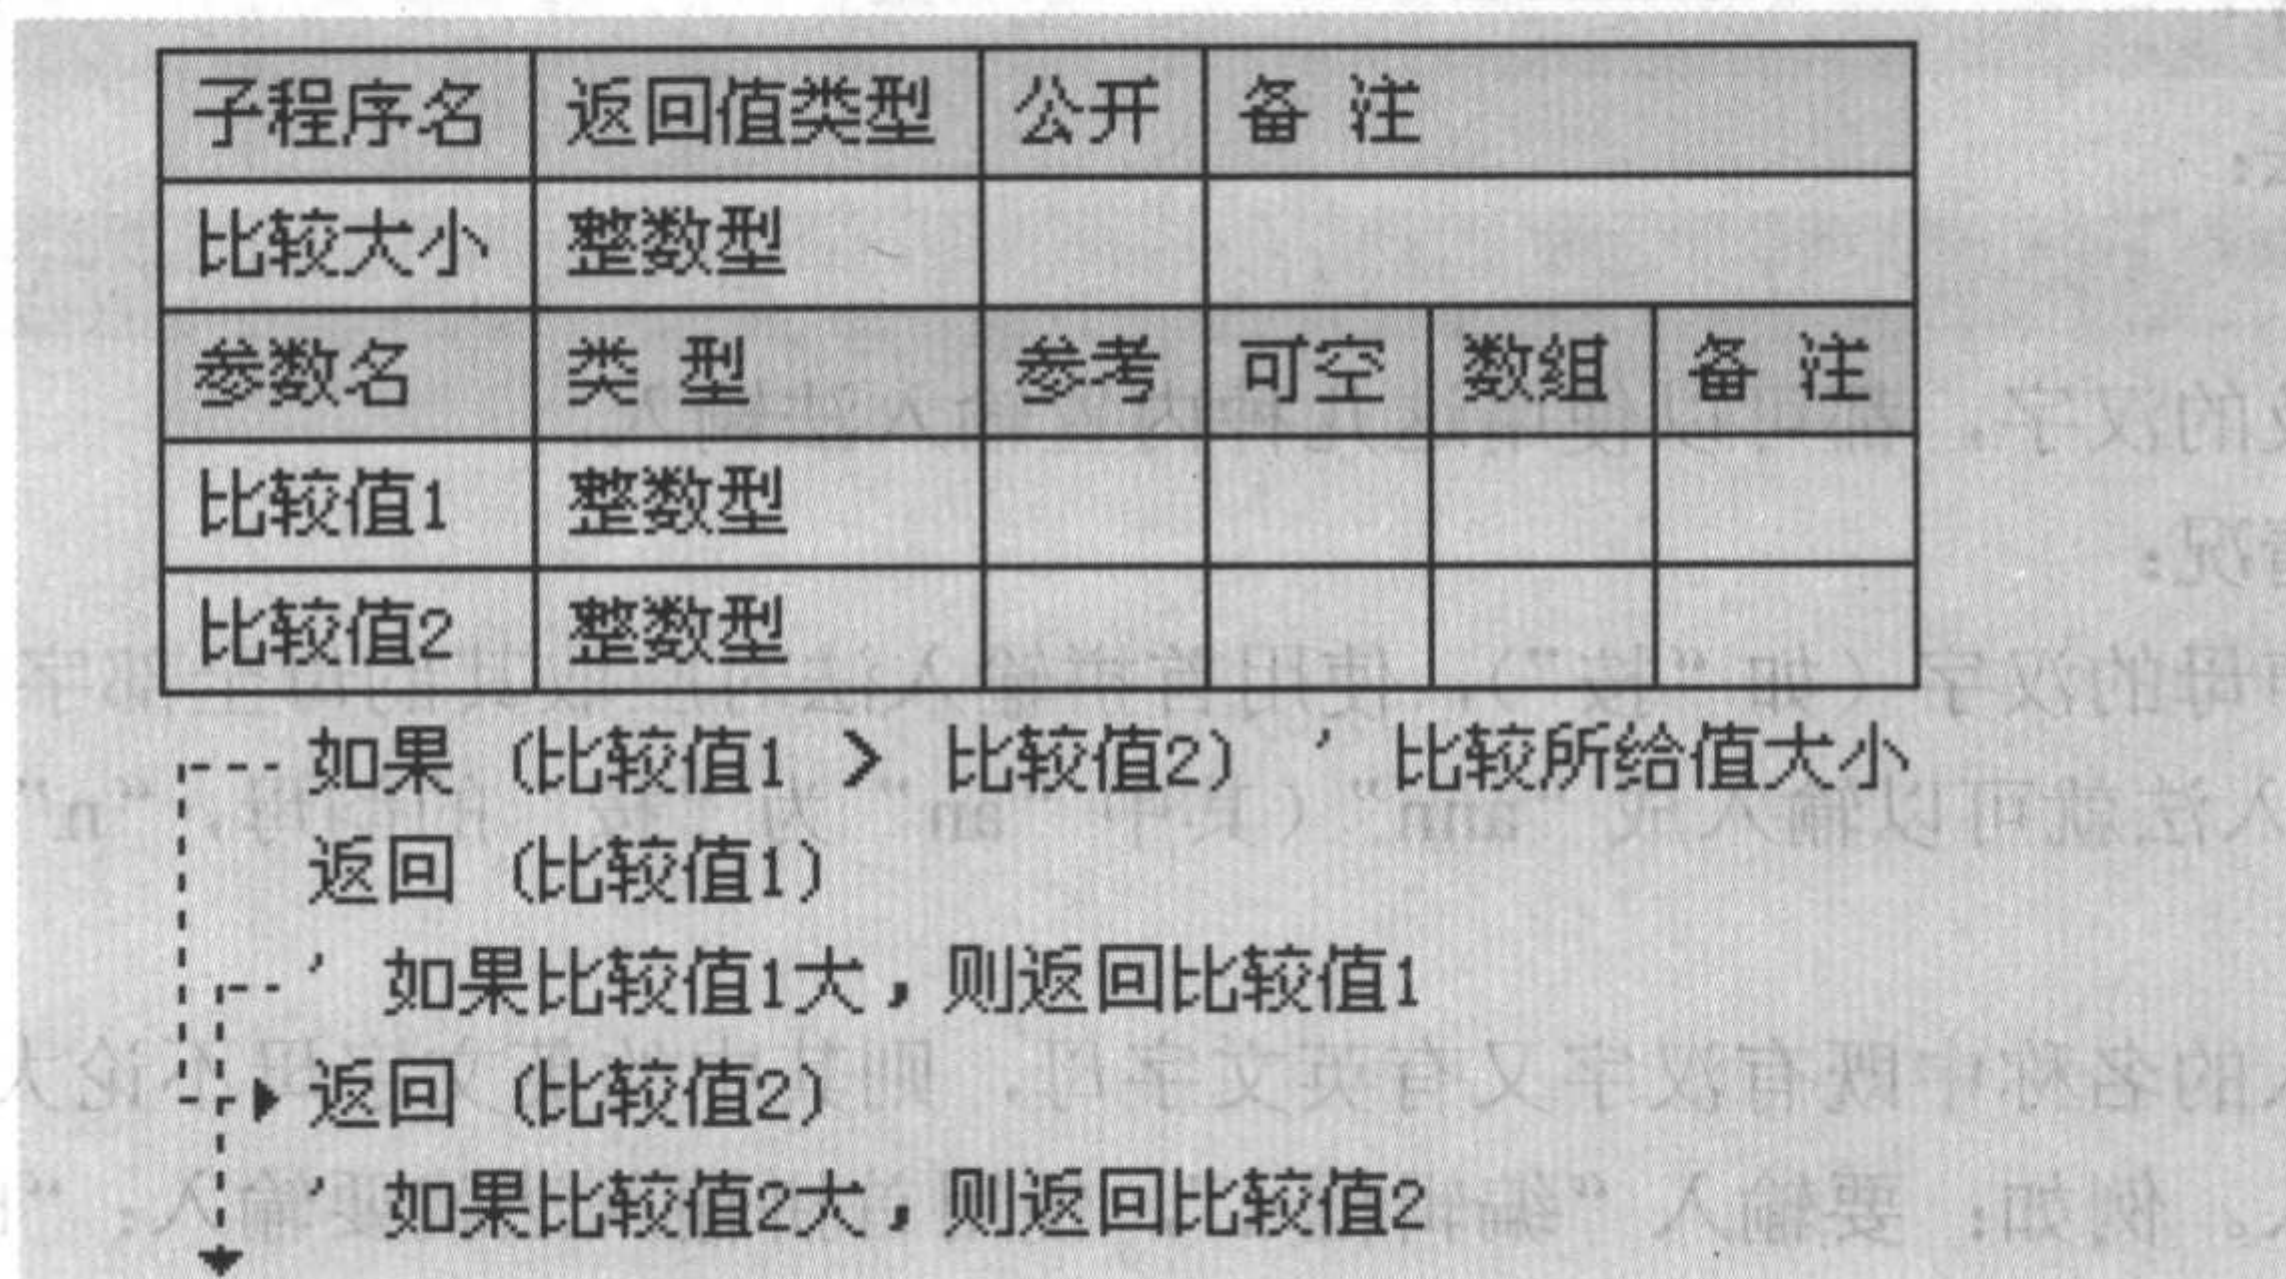 子程序名 返回值类型 公开 备 注
比较大小 整数型
参数名 类 型 参考 可空 数组 备 注
比较值1 整数型
比较值2 整数型
如果 (比较值1 > 比较值2) ' 比较所给值大小
返回 (比较值1)
' 如果比较值1大,则返回比较值1
返回 (比较值2)
' 如果比较值2大,则返回比较值2